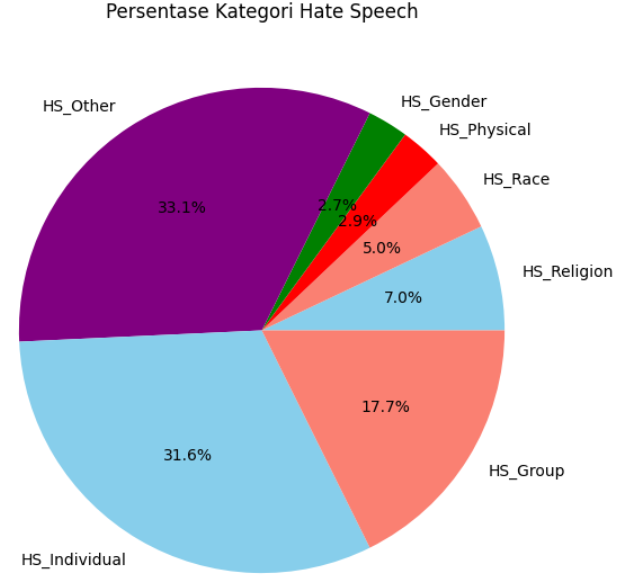 Persentase Kategori Hate Speech
HS_Gender
HS_Other
HS_Physical
HS_Race
2.7%
33.1%
2.9%
5.0%
HS_Religion
7.0%
17.7%
31.6%
HS_Group
HS_Individual